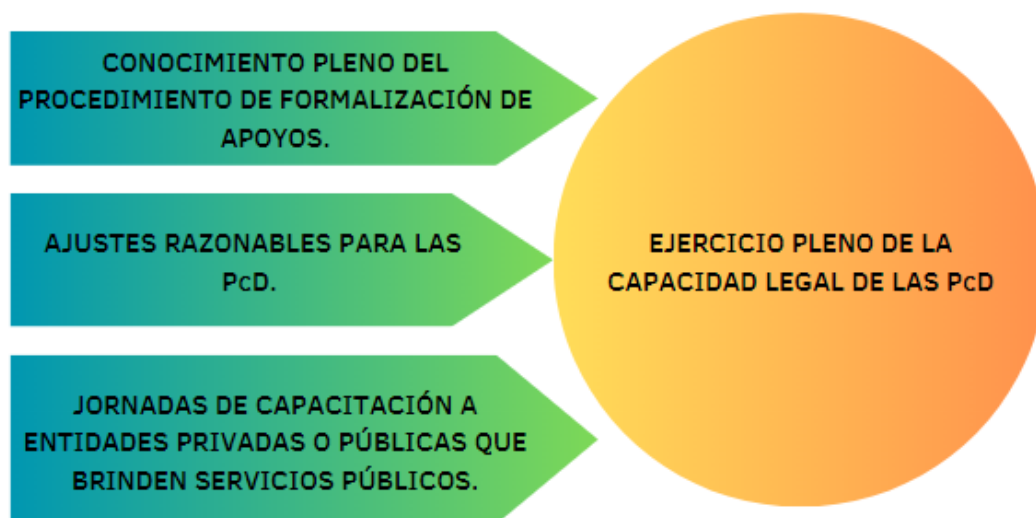 CONOCIMIENTO PLENO DEL
PROCEDIMIENTO DE FORMALIZACIÓN DE
APOYOS.
AJUSTES RAZONABLES PARA LAS
PcD.
JORNADAS DE CAPACITACIÓN A
ENTIDADES PRIVADAS O PÚBLICAS QUE
BRINDEN SERVICIOS PÚBLICOS.
EJERCICIO PLENO DE LA
CAPACIDAD LEGAL DE LAS PcD